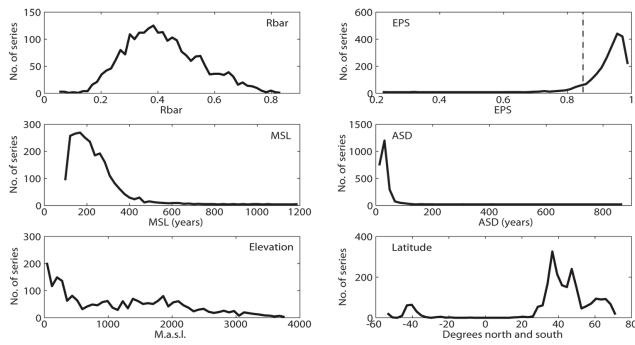 Rbar
No. of series
150
100
50
0
0 0.2 0.4 0.6 0.8 1
Rbar
EPS
No. of series
600
400
200
0
0.2 0.4 0.6 0.8 1
EPS
MSL
No. of series
300
200
100
0
0 200 400 600 800 1000 1200
MSL (years)
ASD
No. of series
1500
1000
500
0
0 200 400 600 800
ASD (years)
Elevation
No. of series
300
200
100
0
0 1000 2000 3000 4000
M.a.s.l.
Latitude
No. of series
400
200
0
-60 -40 -20 0 20 40 60 80
Degrees north and south